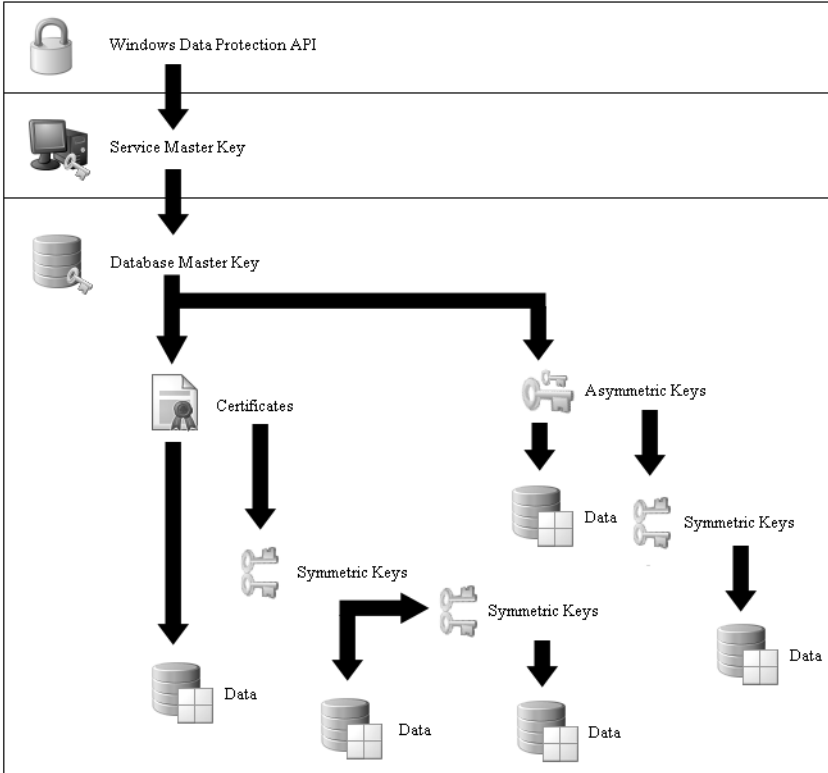 Windows Data Protection API
Service Master Key
Database Master Key
Certificates
Asymmetric Keys
Data
Symmetric Keys
Symmetric Keys
Symmetric Keys
Data
Data
Data
Data